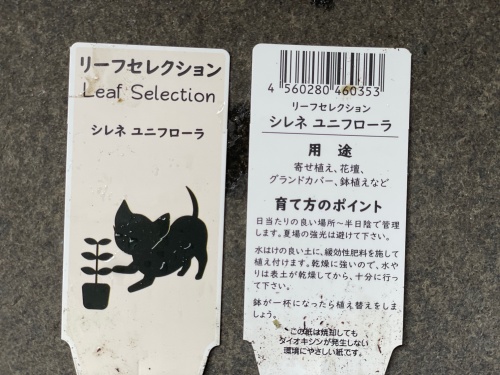 リーフセレクション
Leaf Selection
シレネ ユニフローラ
4 560280 460353
リーフセレクション
シレネ ユニフローラ
用 途
寄せ植え、花壇、
グランドカバー、鉢植えなど
育て方のポイント
日当たりの良い場所～半日陰で管理
します。夏場の強光は避けて下さい。
水はけの良い土に、緩効性肥料を施して
植え付けます。乾燥に強いので、水や
りは表土が乾燥してから、十分に行っ
て下さい。
鉢が一杯になったら植え替えをしま
しょう。
この紙は焼却しても
ダイオキシンが発生しない
環境にやさしい紙です。